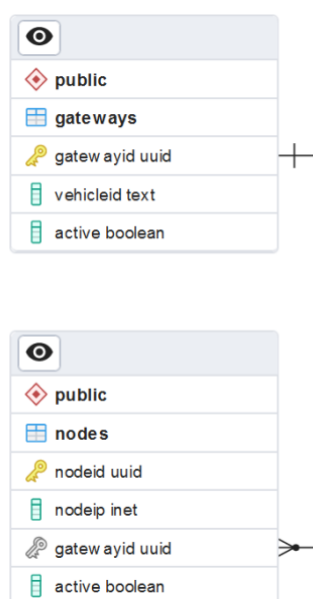 public
gateways
gatewayid uuid
vehicleid text
active boolean
public
nodes
nodeid uuid
nodeip inet
gatewayid uuid
active boolean